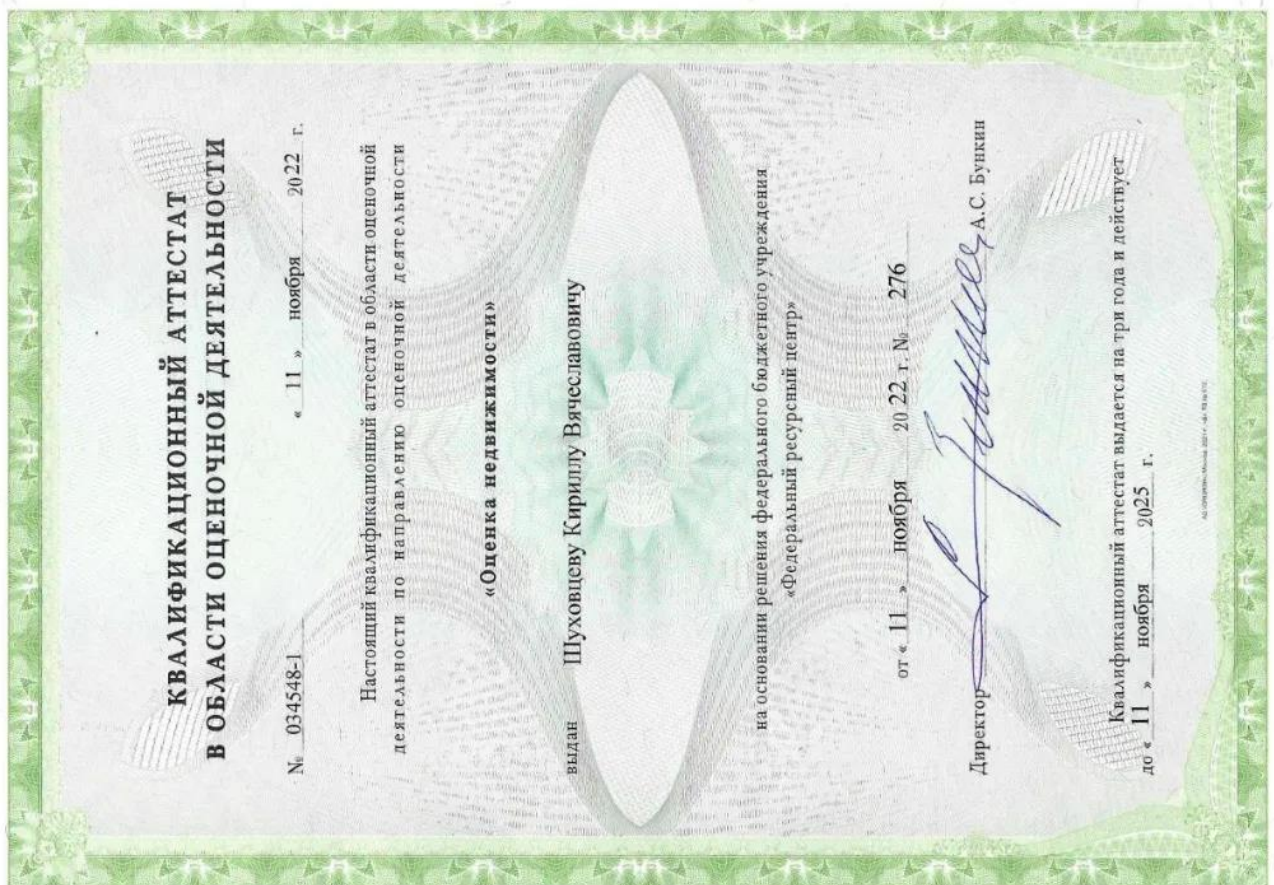 КВАЛИФИКАЦИОННЫЙ АТТЕСТАТ
В ОБЛАСТИ ОЦЕНОЧНОЙ ДЕЯТЕЛЬНОСТИ
№ 034548-1 « 11 » ноября 2022 г.
Настоящий квалификационный аттестат в области оценочной
деятельности по направлению оценочной деятельности
«Оценка недвижимости»
выдан Шуховцеву Кириллу Вячеславовичу
на основании решения федерального бюджетного учреждения
«Федеральный ресурсный центр»
от « 11 » ноября 20 22 г. № 276
Директор А.С. Бункин
Квалификационный аттестат выдается на три года и действует
до « 11 » ноября 2025 г.